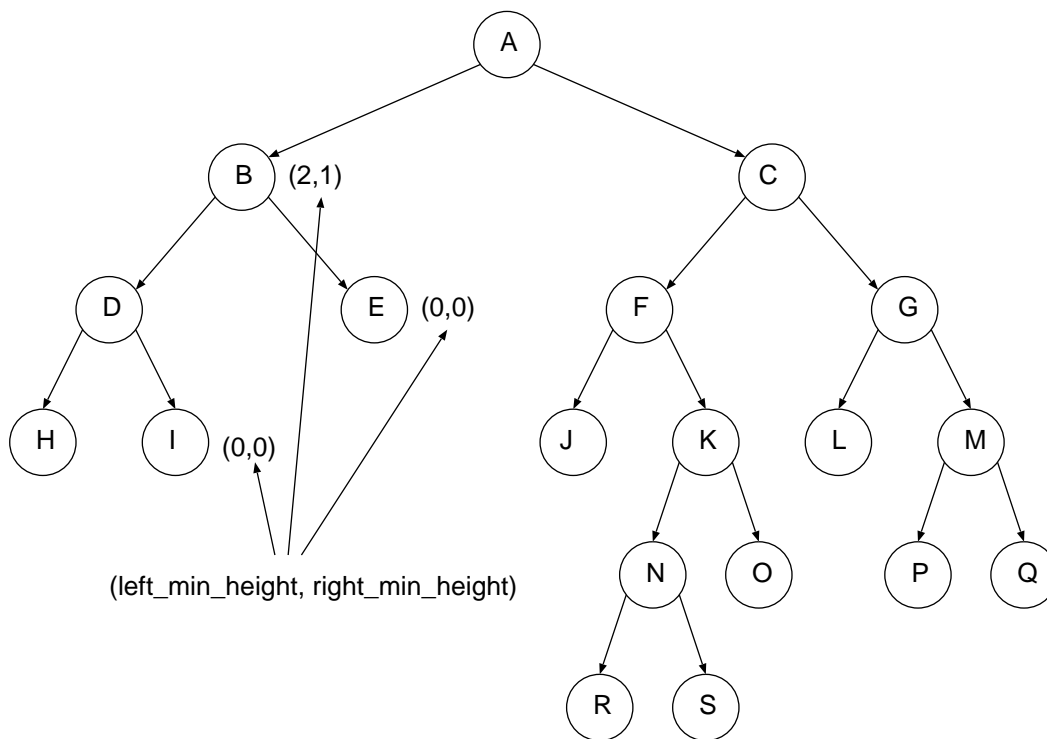 A
B (2,1) C
D E (0,0) F G
H I (0,0) J K L M
(left_min_height, right_min_height) N O P Q
R S